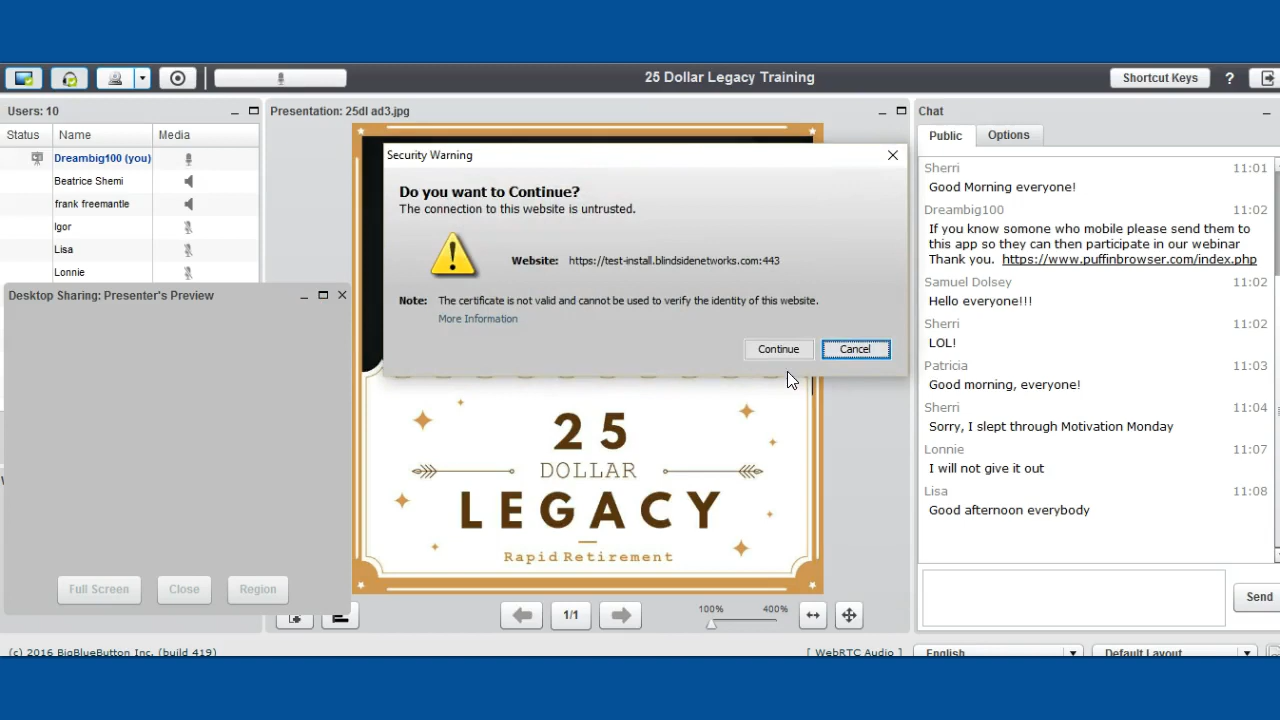 25 Dollar Legacy Training
Shortcut Keys
?
Users: 10
Status Name Media
Dreambig100 (you)
Beatrice Shemi
frank freemantle
Igor
Lisa
Lonnie
Desktop Sharing: Presenter's Preview
Full Screen
Close
Region
Presentation: 25dl ad3.jpg
Security Warning
Do you want to Continue?
The connection to this website is untrusted.
Website: https://test-install.blindsidenetworks.com:443
Note: The certificate is not valid and cannot be used to verify the identity of this website.
More Information
Continue
Cancel
25
DOLLAR
LEGACY
Rapid Retirement
1/1
100% 400%
Chat
Public
Options
Sherri 11:01
Good Morning everyone!
Dreambig100 11:02
If you know somone who mobile please send them to
this app so they can then participate in our webinar
Thank you. https://www.puffinbrowser.com/index.php
Samuel Dolsey 11:02
Hello everyone!!!
Sherri 11:02
LOL!
Patricia 11:03
Good morning, everyone!
Sherri 11:04
Sorry, I slept through Motivation Monday
Lonnie 11:07
I will not give it out
Lisa 11:08
Good afternoon everybody
Send
(c) 2016 BigBlueButton Inc. (build 419)
[ WebRTC Audio ]
English
Default Layout